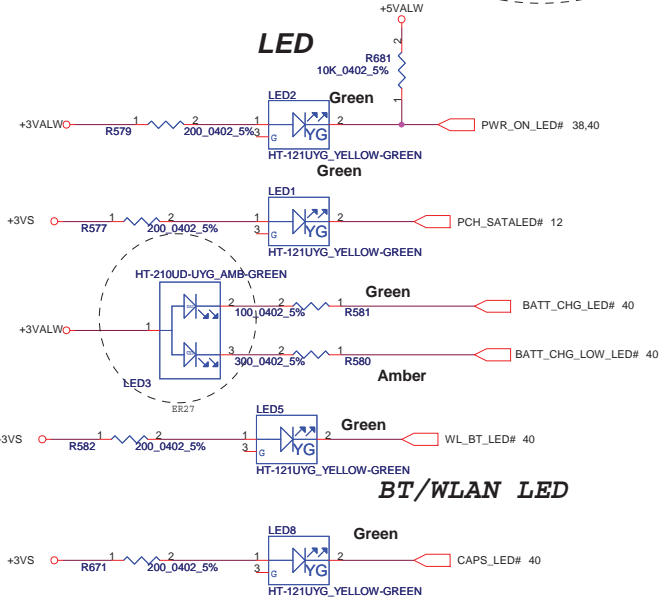 +5VALW
LED
R681
10K_0402_5%
2
1
LED2
Green
+3VALW
1
2
R579
200_0402_5%
1
3
G
YG
2
PWR_ON_LED# 38,40
HT-121UYG_YELLOW-GREEN
Green
LED1
+3VS
1
2
R577
200_0402_5%
1
3
G
YG
2
PCH_SATALED# 12
HT-121UYG_YELLOW-GREEN
HT-210UD-UYG_AMB-GREEN
Green
2
2
1
100_0402_5%
R581
BATT_CHG_LED# 40
+3VALW
1
3
2
1
300_0402_5%
R580
BATT_CHG_LOW_LED# 40
Amber
LED3
ER27
LED5
Green
+3VS
1
2
R582
200_0402_5%
1
3
G
YG
2
WL_BT_LED# 40
HT-121UYG_YELLOW-GREEN
BT/WLAN LED
LED8
Green
+3VS
1
2
R671
200_0402_5%
1
3
G
YG
2
CAPS_LED# 40
HT-121UYG_YELLOW-GREEN